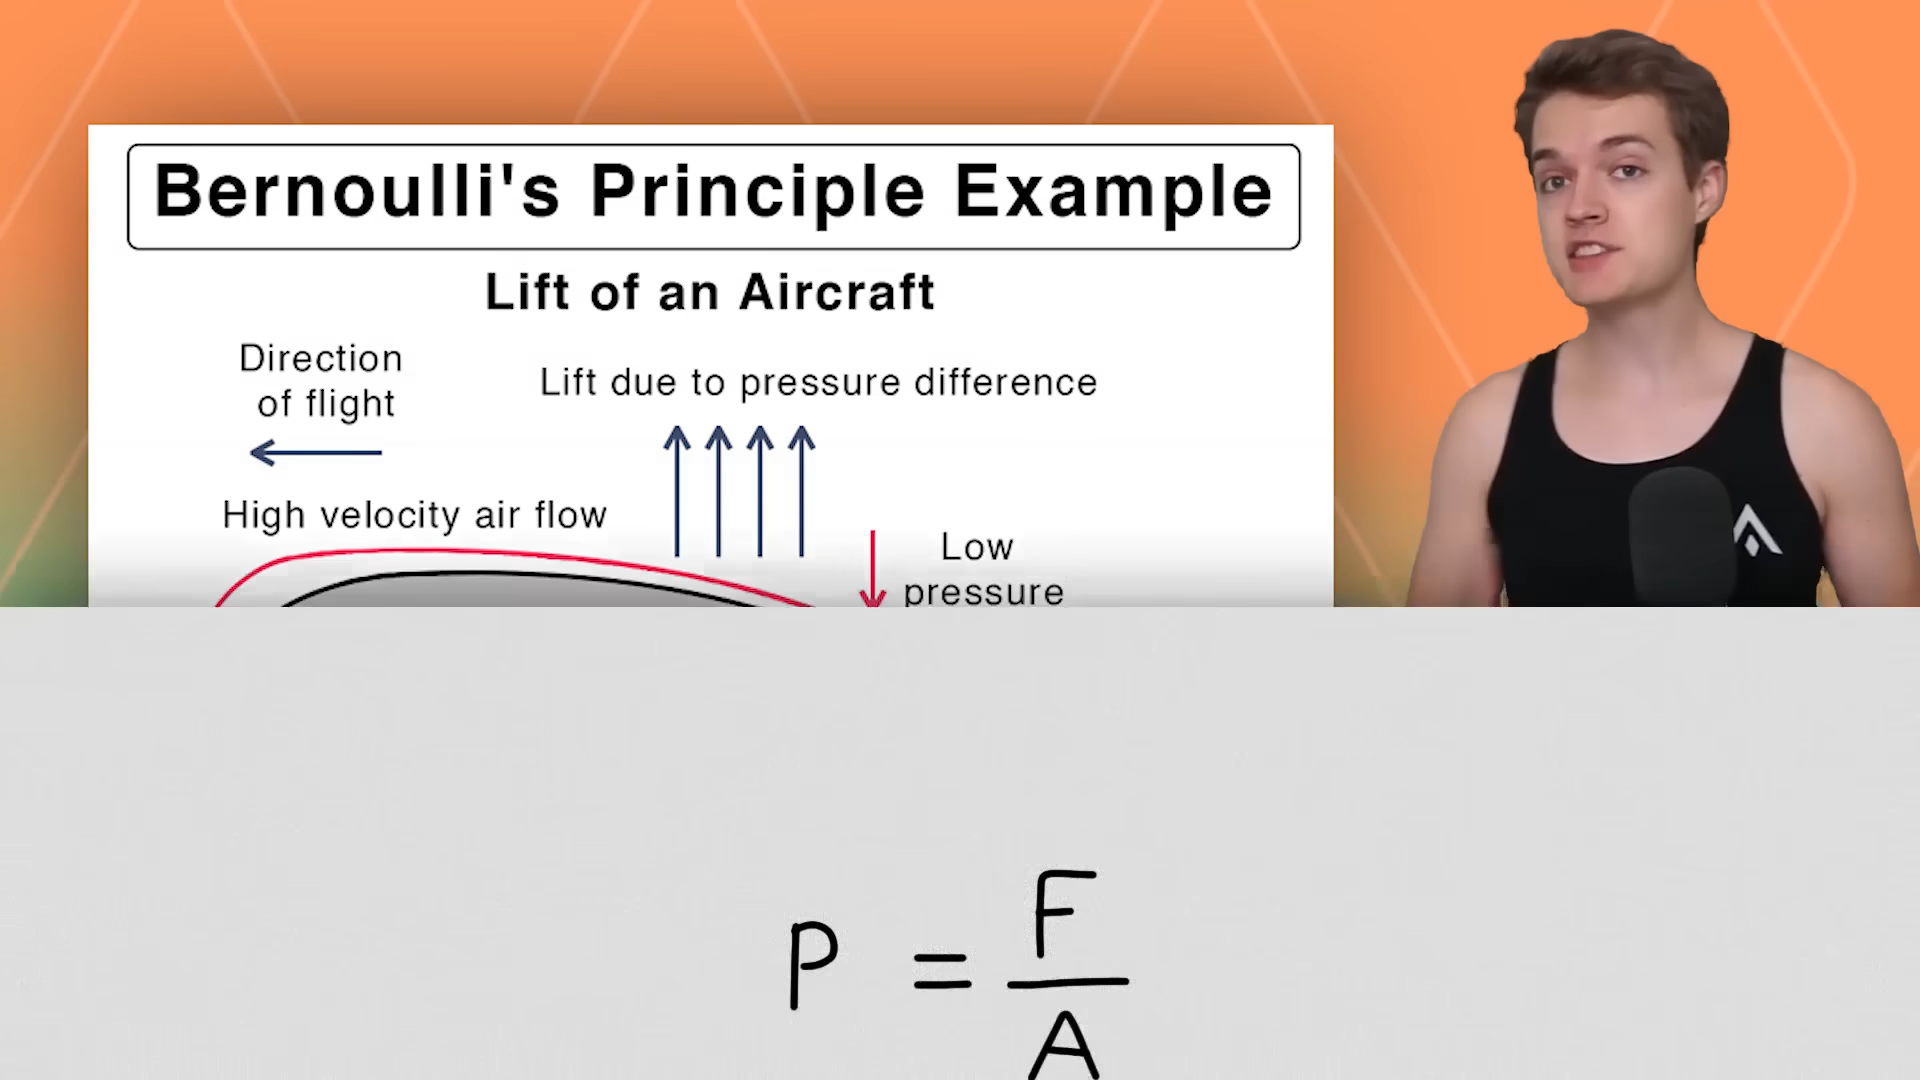 Bernoulli's Principle Example
Lift of an Aircraft
Direction
of flight
Lift due to pressure difference
High velocity air flow
Low
pressure
P = F
A